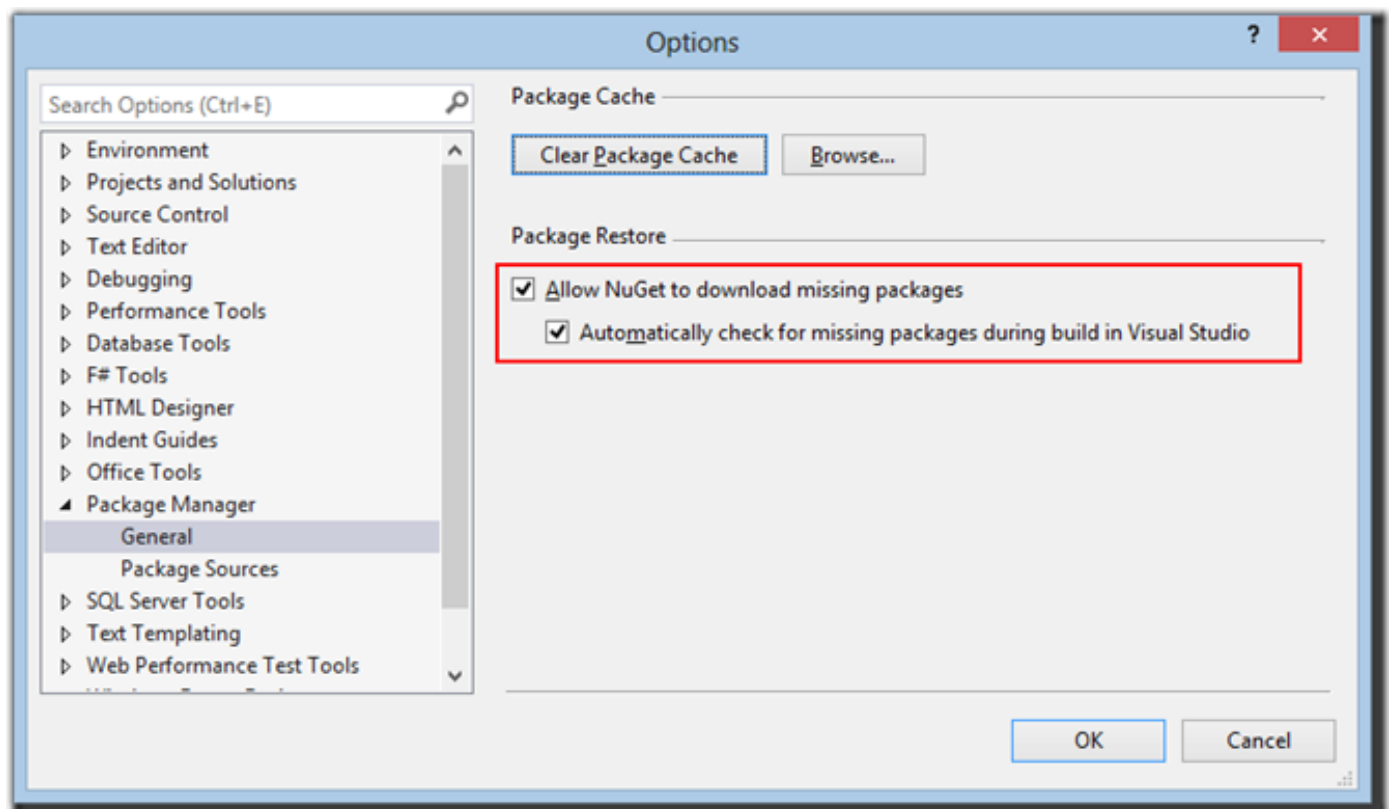 Options
?
Search Options (Ctrl+E)
Environment
Projects and Solutions
Source Control
Text Editor
Debugging
Performance Tools
Database Tools
F# Tools
HTML Designer
Indent Guides
Office Tools
Package Manager
General
Package Sources
SQL Server Tools
Text Templating
Web Performance Test Tools
Package Cache
Clear Package Cache
Browse...
Package Restore
Allow NuGet to download missing packages
Automatically check for missing packages during build in Visual Studio
OK
Cancel